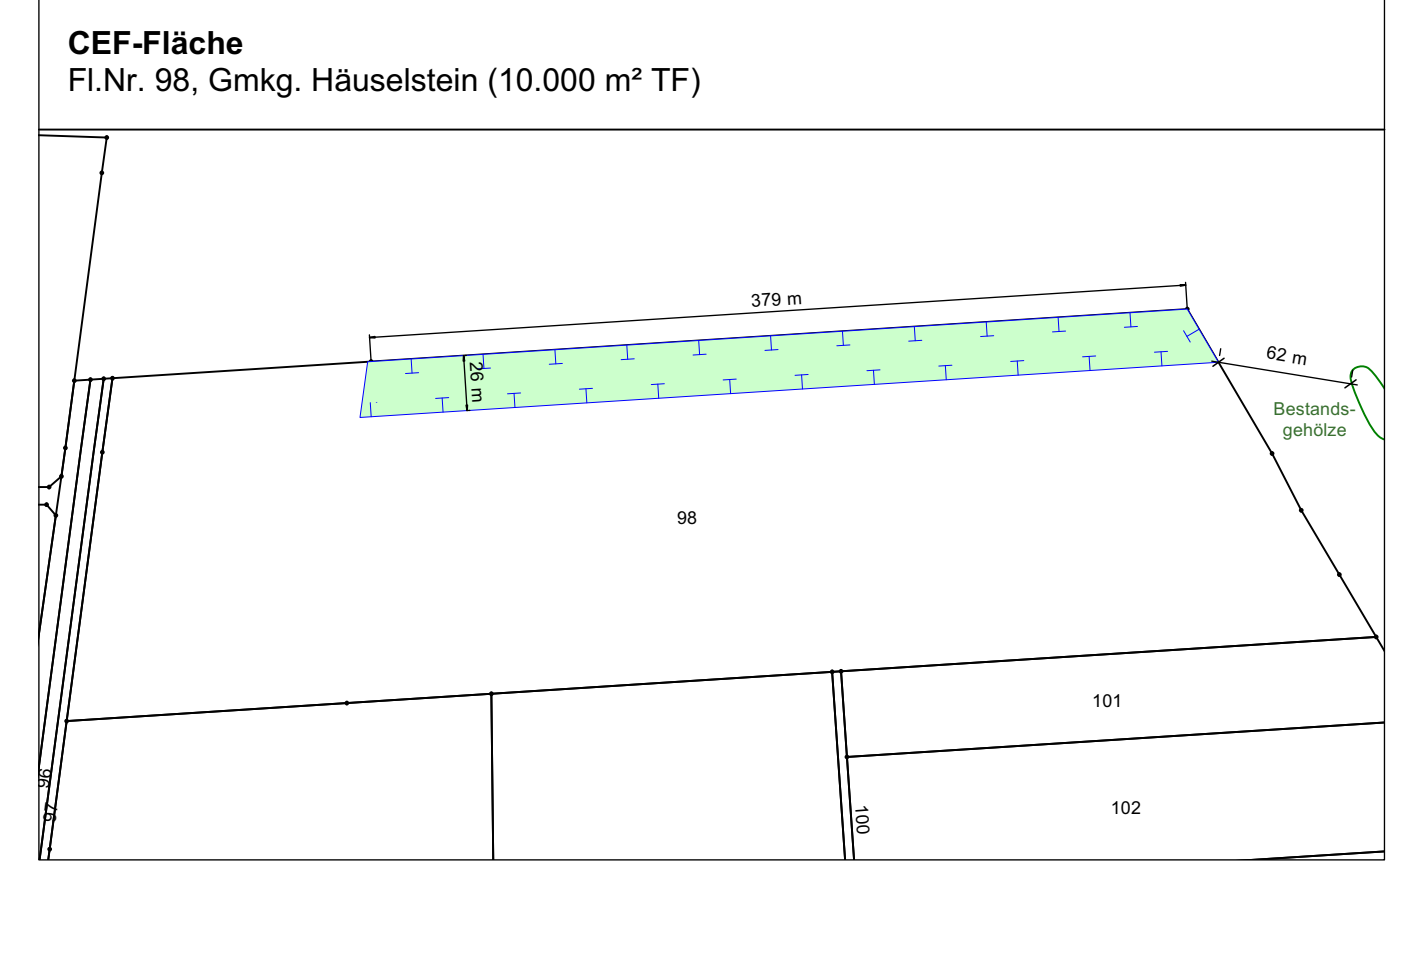 CEF-Fläche
Fl.Nr. 98, Gmkg. Häuselstein (10.000 m² TF)
379 m
26 m
62 m
Bestands-
gehölze
98
101
96
97
100
102